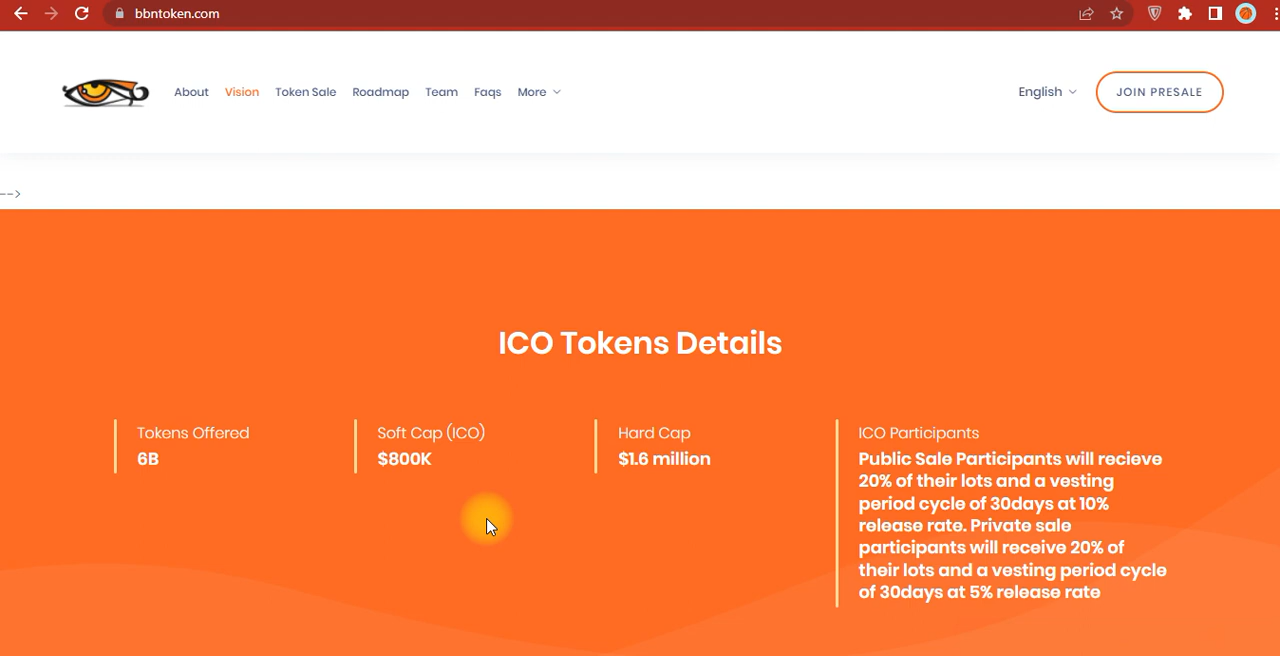 bbntoken.com
About Vision Token Sale Roadmap Team Faqs More English JOIN PRESALE
-->
ICO Tokens Details
Tokens Offered
6B
Soft Cap (ICO)
$800K
Hard Cap
$1.6 million
ICO Participants
Public Sale Participants will recieve
20% of their lots and a vesting
period cycle of 30days at 10%
release rate. Private sale
participants will receive 20% of
their lots and a vesting period cycle
of 30days at 5% release rate